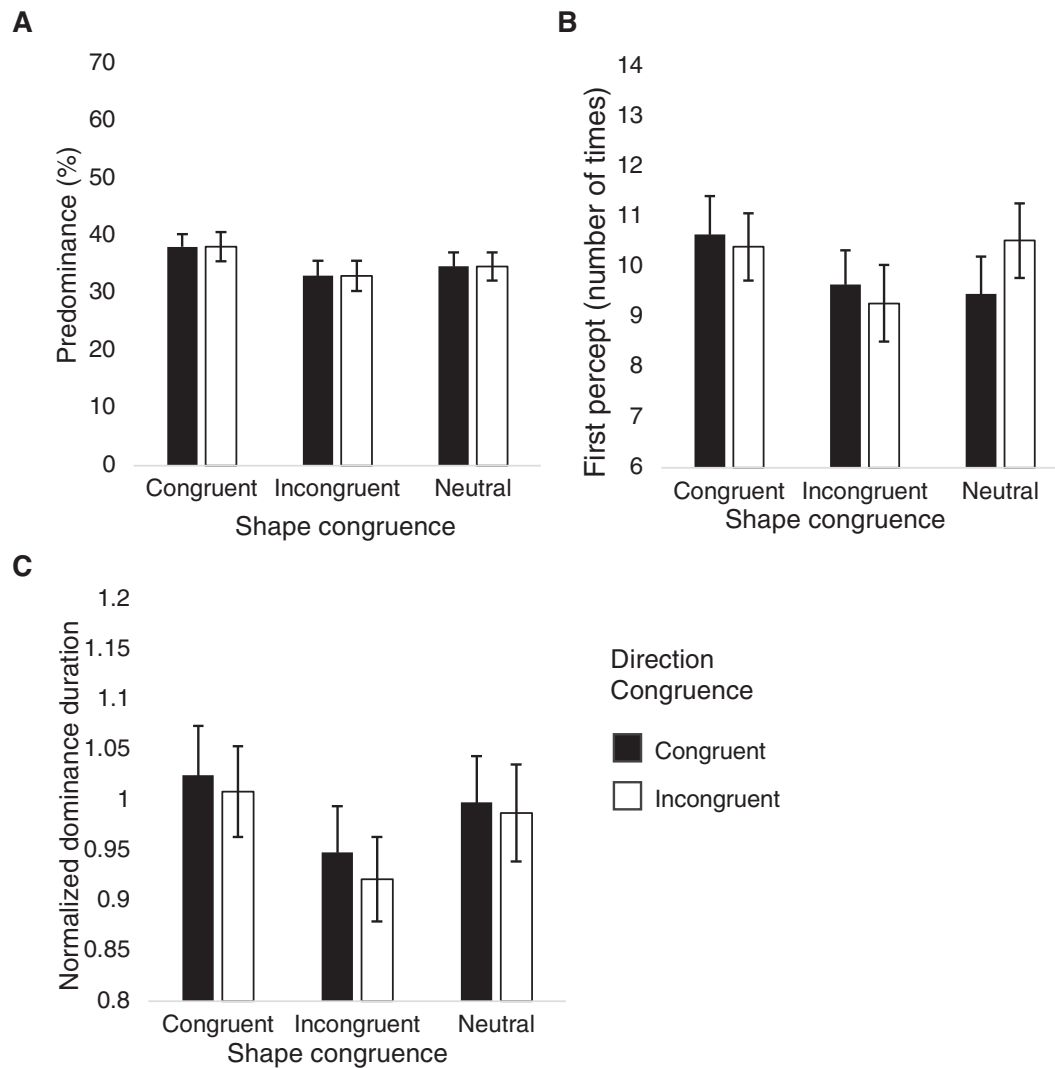 A
Predominance (%)
70
60
50
40
30
20
10
0
Congruent Incongruent Neutral
Shape congruence
B
First percept (number of times)
14
13
12
11
10
9
8
7
6
Congruent Incongruent Neutral
Shape congruence
C
Normalized dominance duration
1.2
1.15
1.1
1.05
1
0.95
0.9
0.85
0.8
Congruent Incongruent Neutral
Shape congruence
Direction
Congruence
Congruent
Incongruent